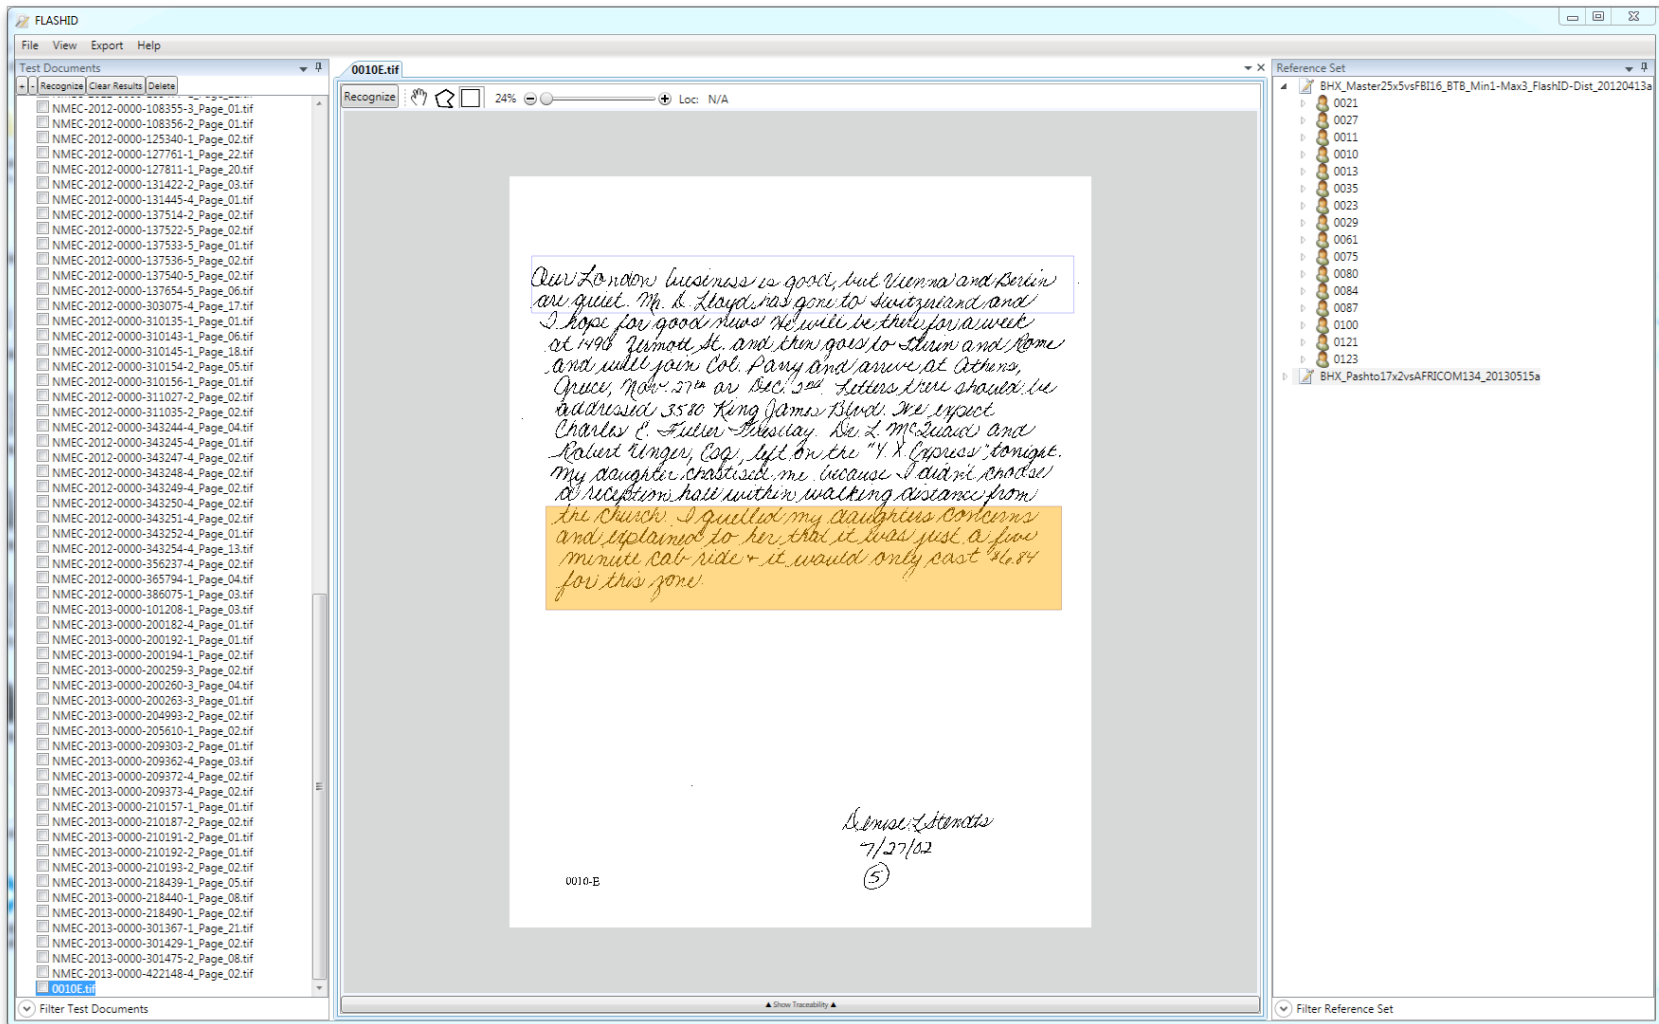 FLASHID
File View Export Help
Test Documents
+ - Recognize Clear Results Delete
NMEC-2012-0000-108355-3_Page_01.tif
NMEC-2012-0000-108356-2_Page_01.tif
NMEC-2012-0000-125340-1_Page_02.tif
NMEC-2012-0000-127761-1_Page_22.tif
NMEC-2012-0000-127811-1_Page_20.tif
NMEC-2012-0000-131422-2_Page_03.tif
NMEC-2012-0000-131445-4_Page_01.tif
NMEC-2012-0000-137514-2_Page_02.tif
NMEC-2012-0000-137522-5_Page_02.tif
NMEC-2012-0000-137533-5_Page_01.tif
NMEC-2012-0000-137536-5_Page_02.tif
NMEC-2012-0000-137540-5_Page_02.tif
NMEC-2012-0000-137654-5_Page_06.tif
NMEC-2012-0000-303075-4_Page_17.tif
NMEC-2012-0000-310135-1_Page_01.tif
NMEC-2012-0000-310143-1_Page_06.tif
NMEC-2012-0000-310145-1_Page_18.tif
NMEC-2012-0000-310154-2_Page_05.tif
NMEC-2012-0000-310156-1_Page_01.tif
NMEC-2012-0000-311027-2_Page_02.tif
NMEC-2012-0000-311035-2_Page_02.tif
NMEC-2012-0000-343244-4_Page_04.tif
NMEC-2012-0000-343245-4_Page_01.tif
NMEC-2012-0000-343247-4_Page_02.tif
NMEC-2012-0000-343248-4_Page_02.tif
NMEC-2012-0000-343249-4_Page_02.tif
NMEC-2012-0000-343250-4_Page_02.tif
NMEC-2012-0000-343251-4_Page_02.tif
NMEC-2012-0000-343252-4_Page_01.tif
NMEC-2012-0000-343254-4_Page_13.tif
NMEC-2012-0000-356237-4_Page_02.tif
NMEC-2012-0000-365794-1_Page_04.tif
NMEC-2012-0000-386075-1_Page_03.tif
NMEC-2013-0000-101208-1_Page_03.tif
NMEC-2013-0000-200182-4_Page_01.tif
NMEC-2013-0000-200192-1_Page_01.tif
NMEC-2013-0000-200194-1_Page_02.tif
NMEC-2013-0000-200259-3_Page_02.tif
NMEC-2013-0000-200260-3_Page_04.tif
NMEC-2013-0000-200263-3_Page_01.tif
NMEC-2013-0000-204993-2_Page_02.tif
NMEC-2013-0000-205610-1_Page_02.tif
NMEC-2013-0000-209303-2_Page_01.tif
NMEC-2013-0000-209362-4_Page_03.tif
NMEC-2013-0000-209372-4_Page_02.tif
NMEC-2013-0000-209373-4_Page_02.tif
NMEC-2013-0000-210157-1_Page_01.tif
NMEC-2013-0000-210187-2_Page_02.tif
NMEC-2013-0000-210191-2_Page_01.tif
NMEC-2013-0000-210192-2_Page_01.tif
NMEC-2013-0000-210193-2_Page_02.tif
NMEC-2013-0000-218439-1_Page_05.tif
NMEC-2013-0000-218440-1_Page_08.tif
NMEC-2013-0000-218490-1_Page_02.tif
NMEC-2013-0000-301367-1_Page_21.tif
NMEC-2013-0000-301429-1_Page_02.tif
NMEC-2013-0000-301475-2_Page_08.tif
NMEC-2013-0000-422148-4_Page_02.tif
0010E.tif
Filter Test Documents
0010E.tif
Recognize 24% Loc: N/A
Our London business is good, but Vienna and Berlin
are quiet. Mr. D. Lloyd has gone to Switzerland and
I hope for good news. He will be there for a week
at 1496 Zermott St. and then goes to Turin and Rome
and will join Col. Parry and arrive at Athens,
Greece, Nov. 27th or Dec. 2nd. Letters there should be
addressed 3580 King James Blvd. We expect
Charles E. Fuller Tuesday. Dr. L. McQuaid and
Robert Unger, Esq., left on the "Y.X. Express" tonight.
My daughter chastised me because I didn't choose
a reception hall within walking distance from
the church. I quelled my daughters concerns
and explained to her that it was just a five
minute cab ride + it would only cost $6.84
for this zone.
Denise L
7/27/02
5
0010-E
▲ Show Traceability ▲
Reference Set
BHX_Master25x5vsFBI16_BTB_Min1-Max3_FlashID-Dist_20120413a
0021
0027
0011
0010
0013
0035
0023
0029
0061
0075
0080
0084
0087
0100
0121
0123
BHX_Pashto17x2vsAFRICOM134_20130515a
Filter Reference Set